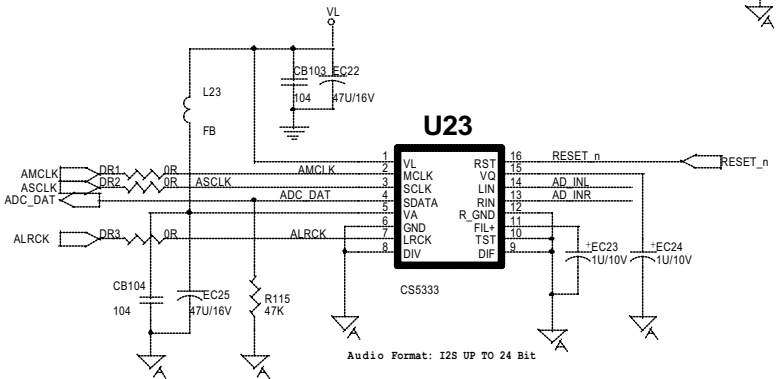 VL
CB103 EC22
104 47U/16V
L23
FB
U23
1 VL RST 16 RESET_n
AMCLK DR1 0R AMCLK 2 MCLK VQ 15 RESET_n
ASCLK DR2 0R ASCLK 3 SCLK LIN 14 AD_INL
ADC_DAT ADC_DAT 4 SDATA RIN 13 AD_INR
5 VA R_GND 12
6 GND FIL+ 11
ALRCK DR3 0R ALRCK 7 LRCK TST 10
8 DIV DIF 9
+EC23 +EC24
1U/10V 1U/10V
CS5333
CB104 EC25 R115
104 47U/16V 47K
A A A A A A
Audio Format: I2S UP TO 24 Bit